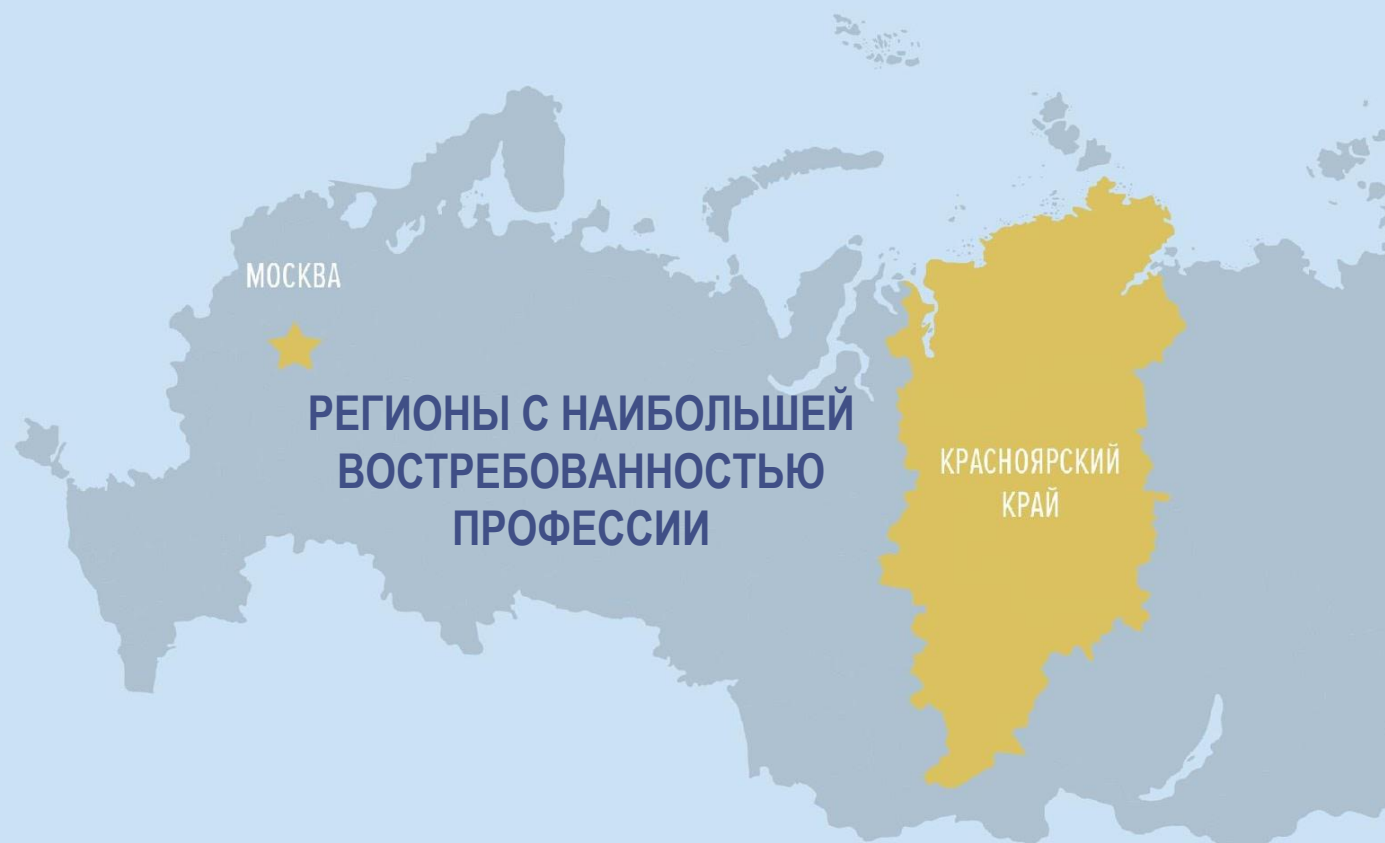 МОСКВА
РЕГИОНЫ С НАИБОЛЬШЕЙ
ВОСТРЕБОВАННОСТЬЮ
ПРОФЕССИИ
КРАСНОЯРСКИЙ
КРАЙ